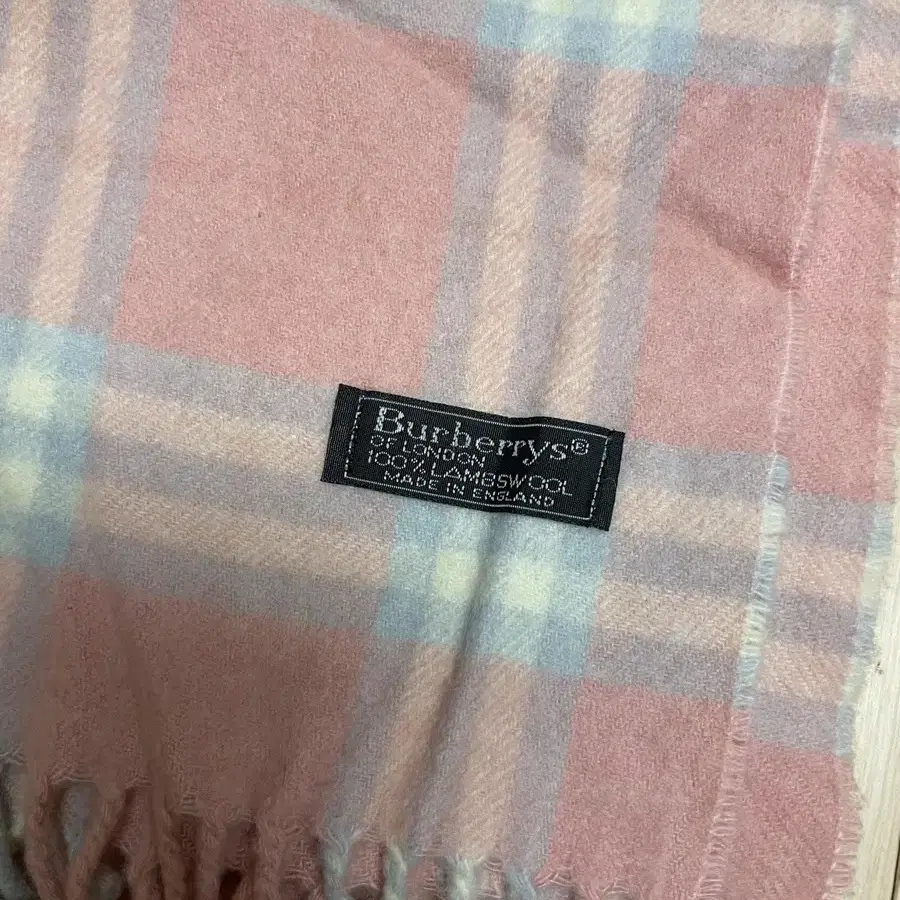 Burberrys®
OF LONDON
100% LAMBSWOOL
MADE IN ENGLAND